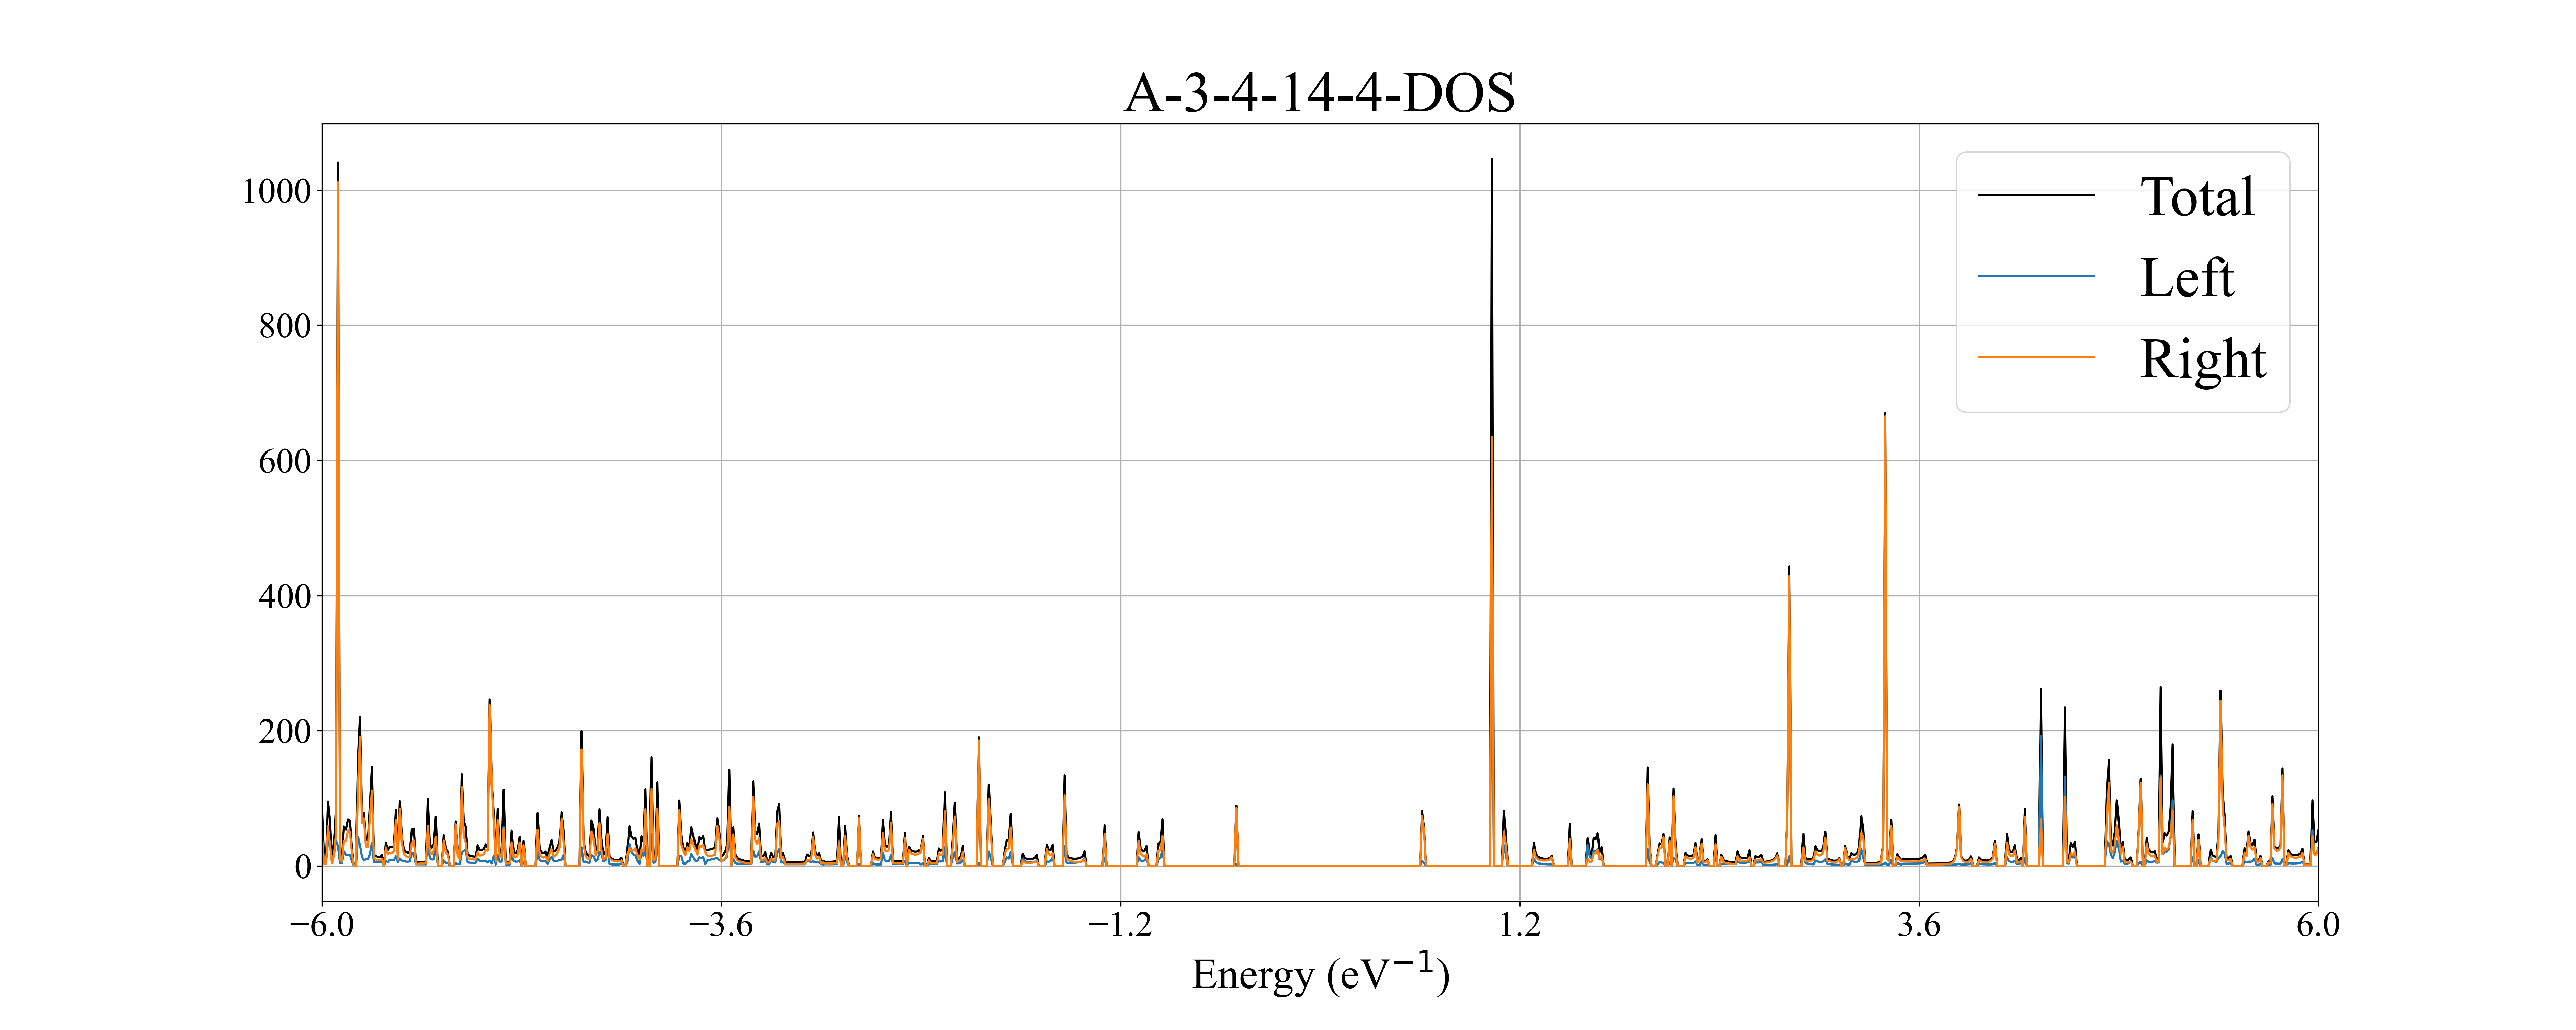 A-3-4-14-4-DOS
1000
800
600
400
200
0
Total
Left
Right
−6.0 −3.6 −1.2 1.2 3.6 6.0
Energy (eV⁻¹)